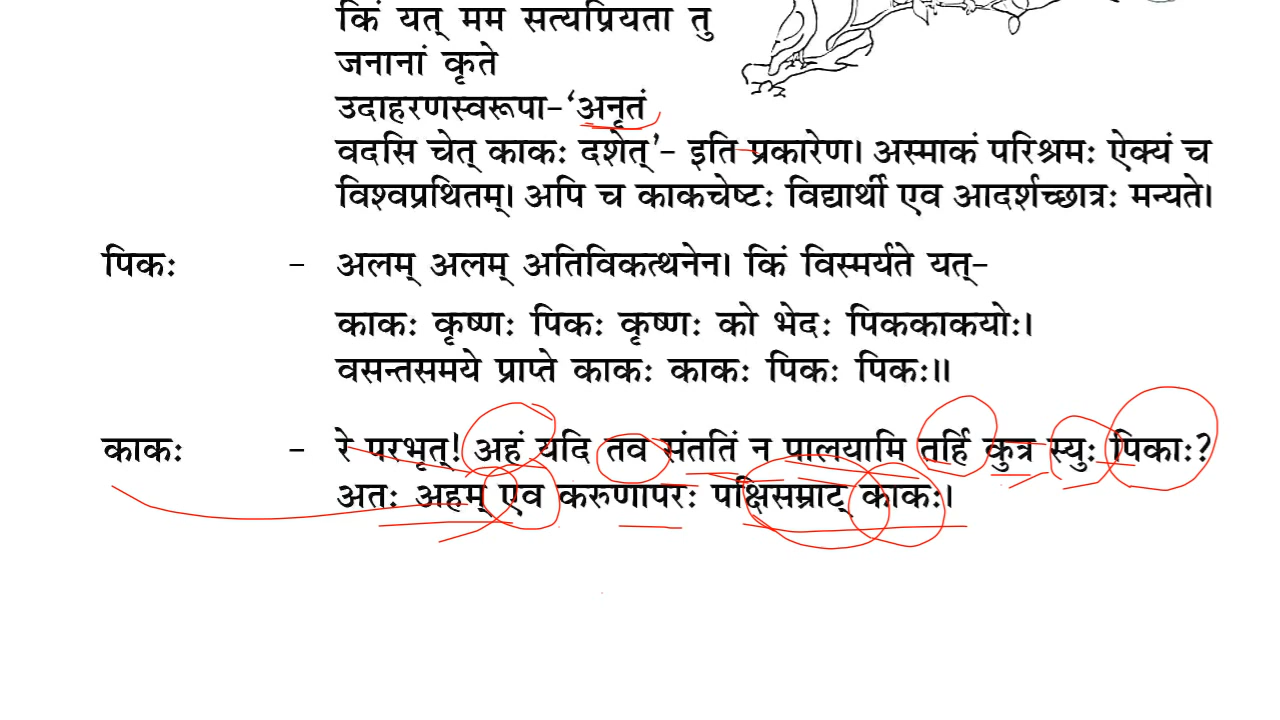 किं यत् मम सत्यप्रियता तु
जनानां कृते
उदाहरणस्वरूपा-‘अनृतं
वदसि चेत् काकः दशेत्’- इति प्रकारेण। अस्माकं परिश्रमः ऐक्यं च
विश्वप्रथितम्। अपि च काकचेष्टः विद्यार्थी एव आदर्शच्छात्रः मन्यते।
पिकः - अलम् अलम् अतिविकत्थनेन। किं विस्मर्यते यत्-
काकः कृष्णः पिकः कृष्णः को भेदः पिककाकयोः।
वसन्तसमये प्राप्ते काकः काकः पिकः पिकः॥
काकः - रे परभृत्! अहं यदि तव संततिं न पालयामि तर्हि कुत्र स्युः पिकाः?
अतः अहम् एव करुणापरः पक्षिसम्राट् काकः।